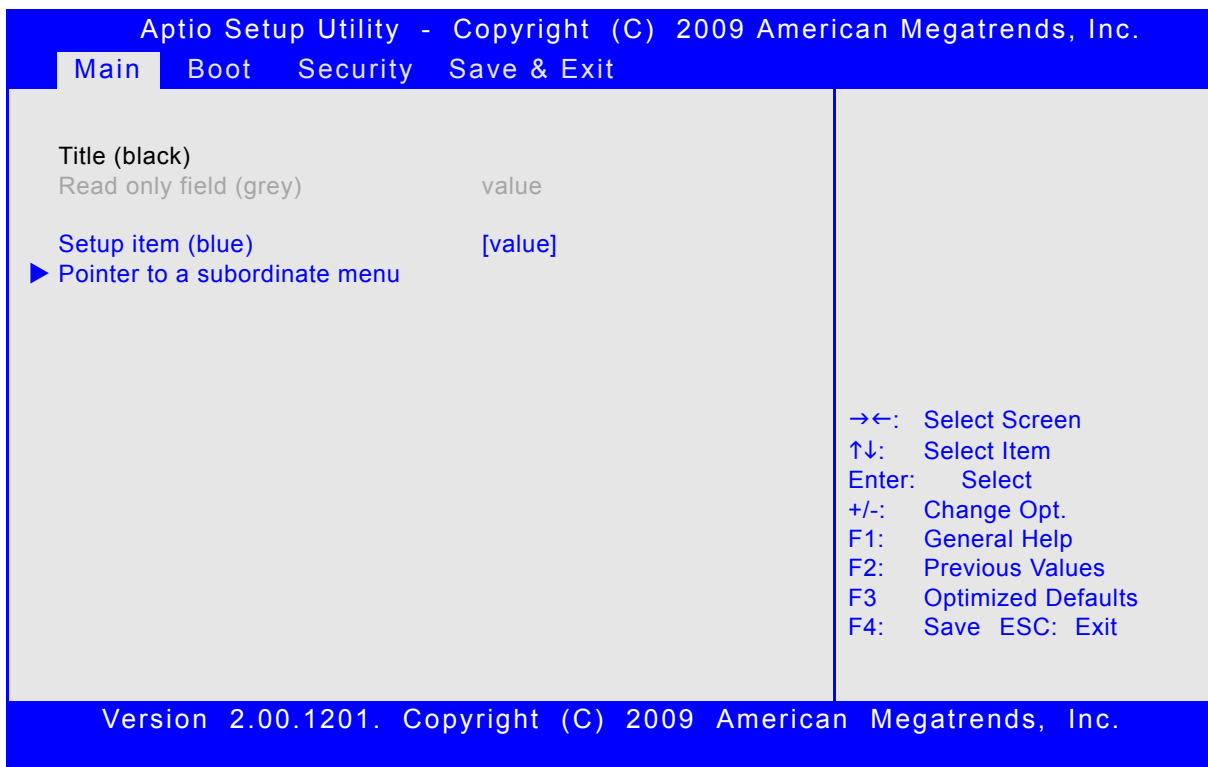 Aptio Setup Utility - Copyright (C) 2009 American Megatrends, Inc.
Main Boot Security Save & Exit
Title (black)
Read only field (grey) value
Setup item (blue) [value]
▶ Pointer to a subordinate menu
→←: Select Screen
↑↓: Select Item
Enter: Select
+/-: Change Opt.
F1: General Help
F2: Previous Values
F3 Optimized Defaults
F4: Save ESC: Exit
Version 2.00.1201. Copyright (C) 2009 American Megatrends, Inc.